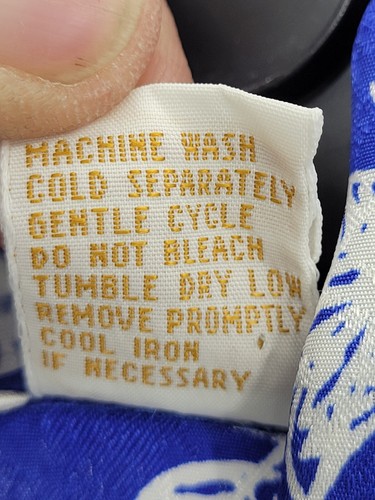 MACHINE WASH
COLD SEPARATELY
GENTLE CYCLE
DO NOT BLEACH
TUMBLE DRY LOW
REMOVE PROMPTLY
COOL IRON
IF NECESSARY